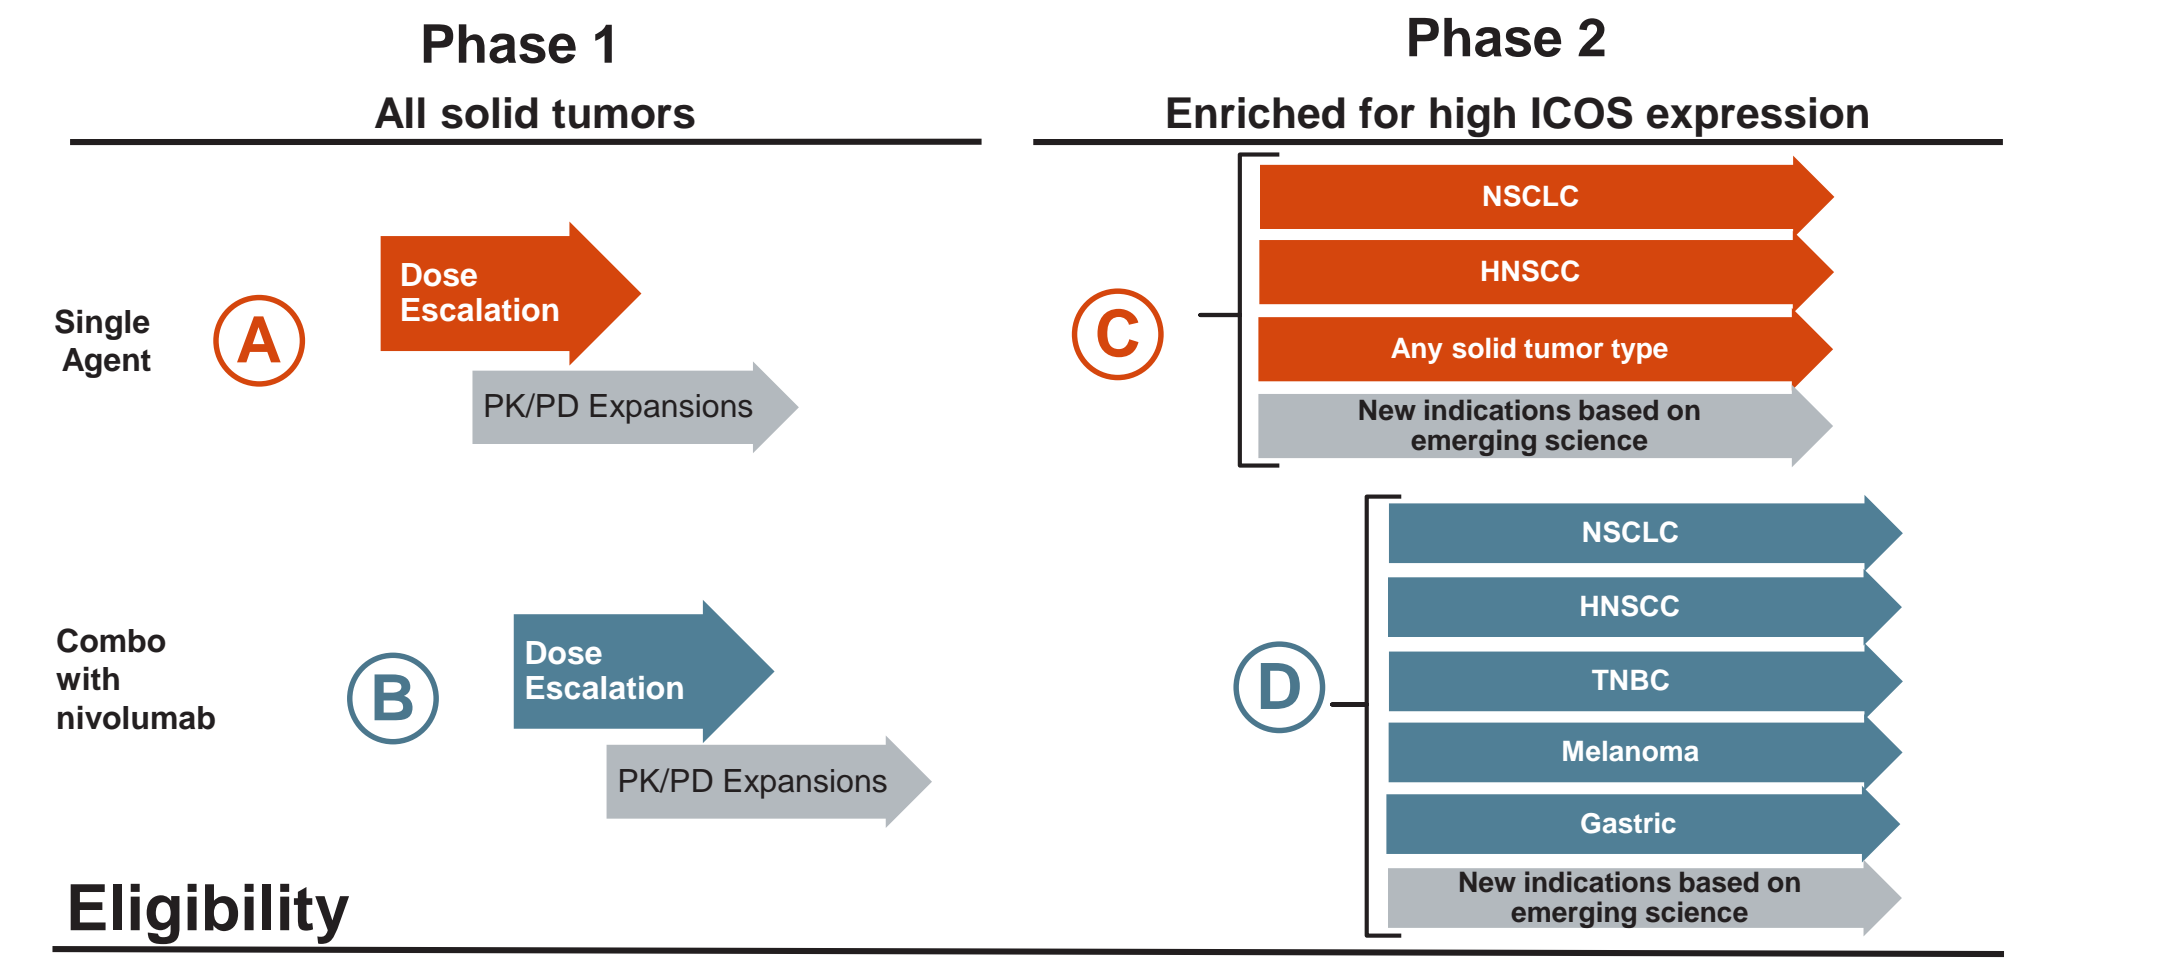 Phase 1
All solid tumors
Phase 2
Enriched for high ICOS expression
Single
Agent
A
Dose
Escalation
PK/PD Expansions
C
NSCLC
HNSCC
Any solid tumor type
New indications based on
emerging science
Combo
with
nivolumab
B
Dose
Escalation
PK/PD Expansions
D
NSCLC
HNSCC
TNBC
Melanoma
Gastric
New indications based on
emerging science
Eligibility